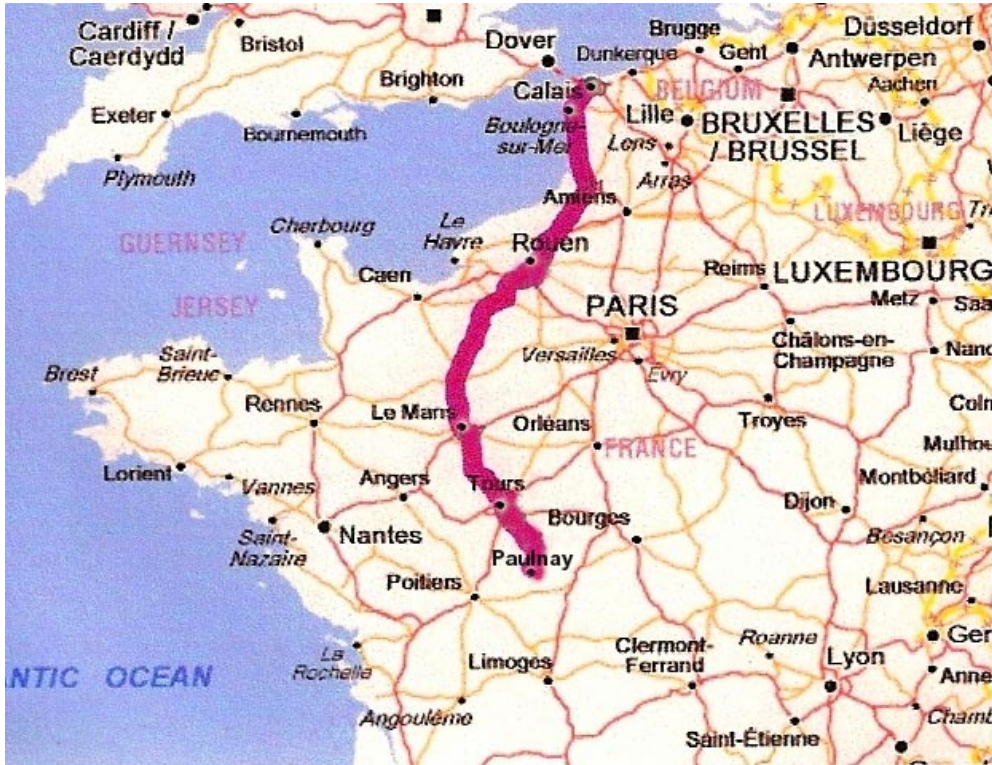 Cardiff /
Caerdydd
Bristol
Dover
Brugge
Dunkerque
Gent
Düsseldorf
Antwerpen
Brighton
Calais
BELGIUM
Aachen
Exeter
Bournemouth
Boulogne-
sur-Mer
Lille
BRUXELLES
/ BRUSSEL
Liège
Lens
Plymouth
Arras
Amiens
LUXEMBOURG
Cherbourg
Le
Havre
GUERNSEY
Rouen
Caen
Reims
LUXEMBOURG
JERSEY
PARIS
Metz
Versailles
Châlons-en-
Champagne
Evry
Saint-
Brieuc
Brest
Rennes
Le Mans
Orléans
Troyes
FRANCE
Lorient
Vannes
Angers
Tours
Montbéliard
Dijon
Bourges
Nantes
Saint-
Nazaire
Besançon
Paulnay
Poitiers
Lausanne
La
Rochelle
Limoges
Clermont-
Ferrand
Roanne
Lyon
NTIC OCEAN
Angoulême
Saint-Étienne